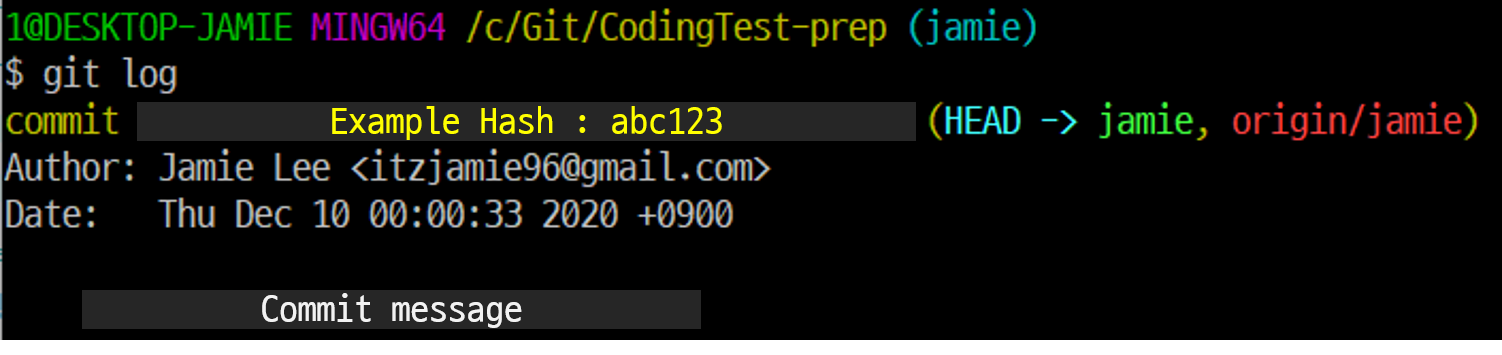 1@DESKTOP-JAMIE MINGW64 /c/Git/CodingTest-prep (jamie)
$ git log
commit Example Hash : abc123 (HEAD -> jamie, origin/jamie)
Author: Jamie Lee <itzjamie96@gmail.com>
Date:   Thu Dec 10 00:00:33 2020 +0900
Commit message